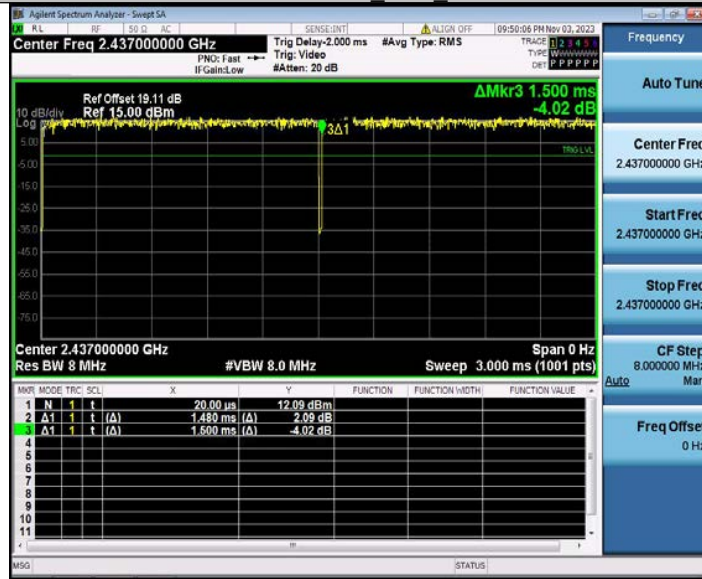 Agilent Spectrum Analyzer - Swept SA
RL RF 50 Ω AC SENSE:INT ALIGN OFF 09:50:06 PM Nov 03, 2023
Center Freq 2.437000000 GHz
PNO: Fast
IFGain:Low
Trig Delay-2.000 ms
Trig: Video
#Atten: 20 dB
#Avg Type: RMS
TRACE 1 2 3 4 5 6
TYPE WWWWWW
DET P P P P P P
ΔMkr3 1.500 ms
-4.02 dB
Ref Offset 19.11 dB
10 dB/div Ref 15.00 dBm
Log
3Δ1
5.00
TRIG LVL
-5.00
-15.0
-25.0
-35.0
-45.0
-55.0
-65.0
-75.0
Center 2.437000000 GHz Span 0 Hz
Res BW 8 MHz #VBW 8.0 MHz Sweep 3.000 ms (1001 pts)
MKR MODE TRC SCL X Y FUNCTION FUNCTION WIDTH FUNCTION VALUE
1 N 1 t 20.00 µs 12.09 dBm
2 Δ1 1 t (Δ) 1.480 ms (Δ) 2.09 dB
3 Δ1 1 t (Δ) 1.500 ms (Δ) -4.02 dB
4
5
6
7
8
9
10
11
MSG STATUS
Frequency
Auto Tune
Center Freq
2.437000000 GHz
Start Freq
2.437000000 GHz
Stop Freq
2.437000000 GHz
CF Step
8.000000 MHz
Auto Man
Freq Offset
0 Hz